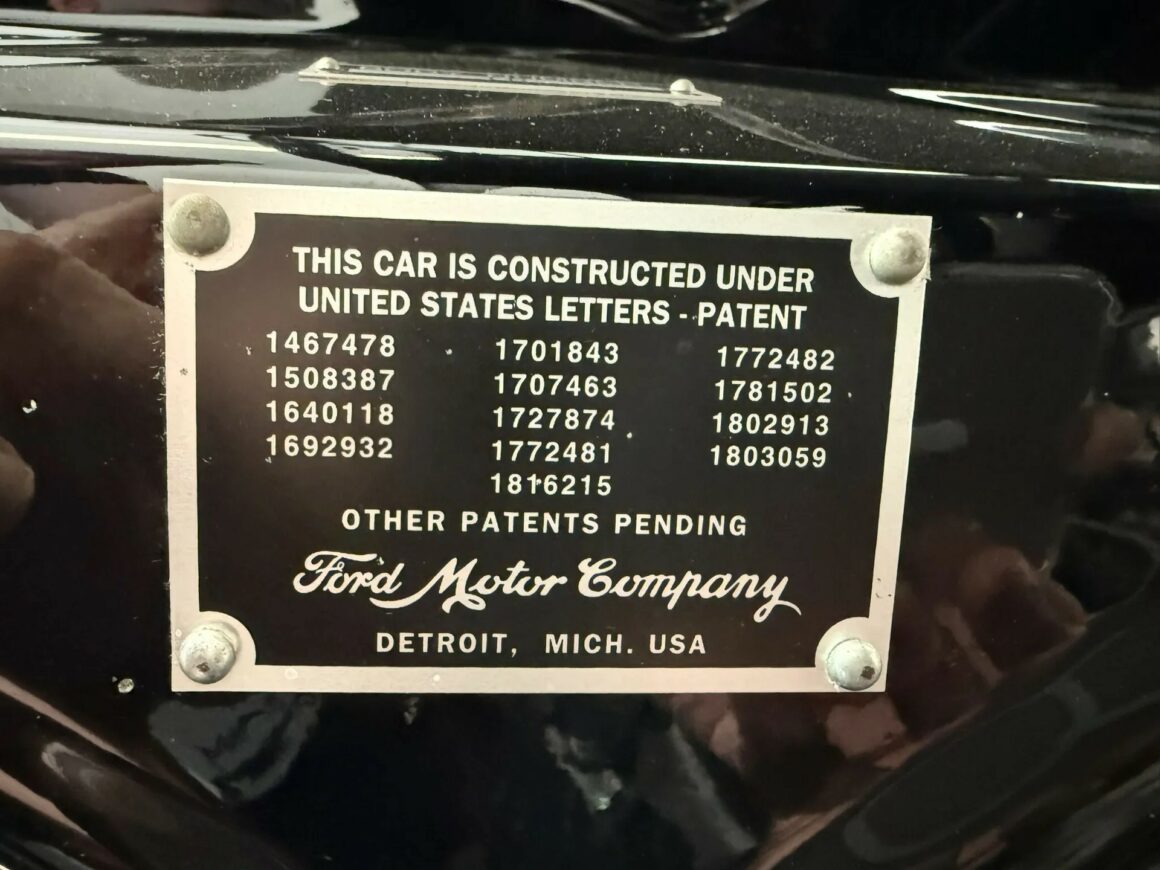 THIS CAR IS CONSTRUCTED UNDER
UNITED STATES LETTERS - PATENT
1467478 1701843 1772482
1508387 1707463 1781502
1640118 1727874 1802913
1692932 1772481 1803059
1816215
OTHER PATENTS PENDING
Ford Motor Company
DETROIT, MICH. USA